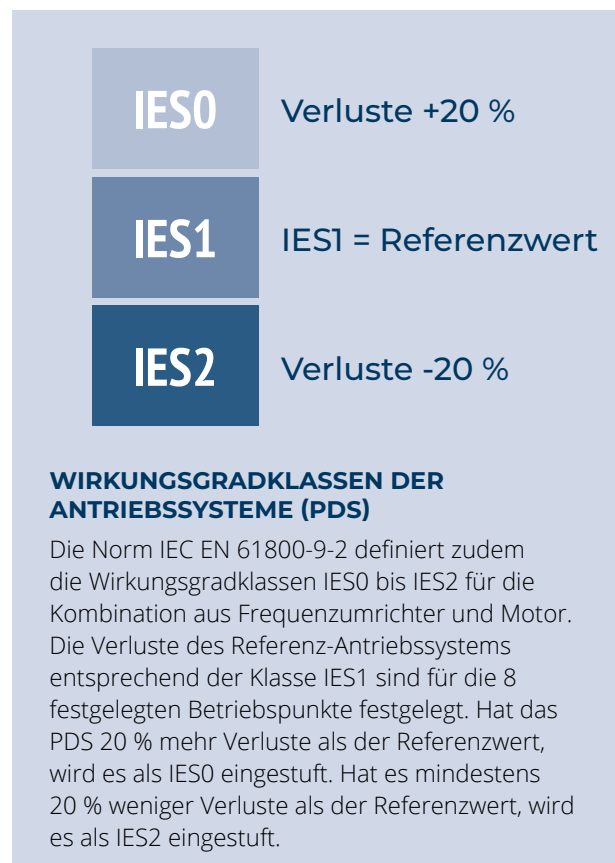 IES0 Verluste +20 %
IES1 IES1 = Referenzwert
IES2 Verluste -20 %
WIRKUNGSGRADKLASSEN DER
ANTRIEBSSYSTEME (PDS)
Die Norm IEC EN 61800-9-2 definiert zudem
die Wirkungsgradklassen IES0 bis IES2 für die
Kombination aus Frequenzumrichter und Motor.
Die Verluste des Referenz-Antriebssystems
entsprechend der Klasse IES1 sind für die 8
festgelegten Betriebspunkte festgelegt. Hat das
PDS 20 % mehr Verluste als der Referenzwert,
wird es als IES0 eingestuft. Hat es mindestens
20 % weniger Verluste als der Referenzwert, wird
es als IES2 eingestuft.